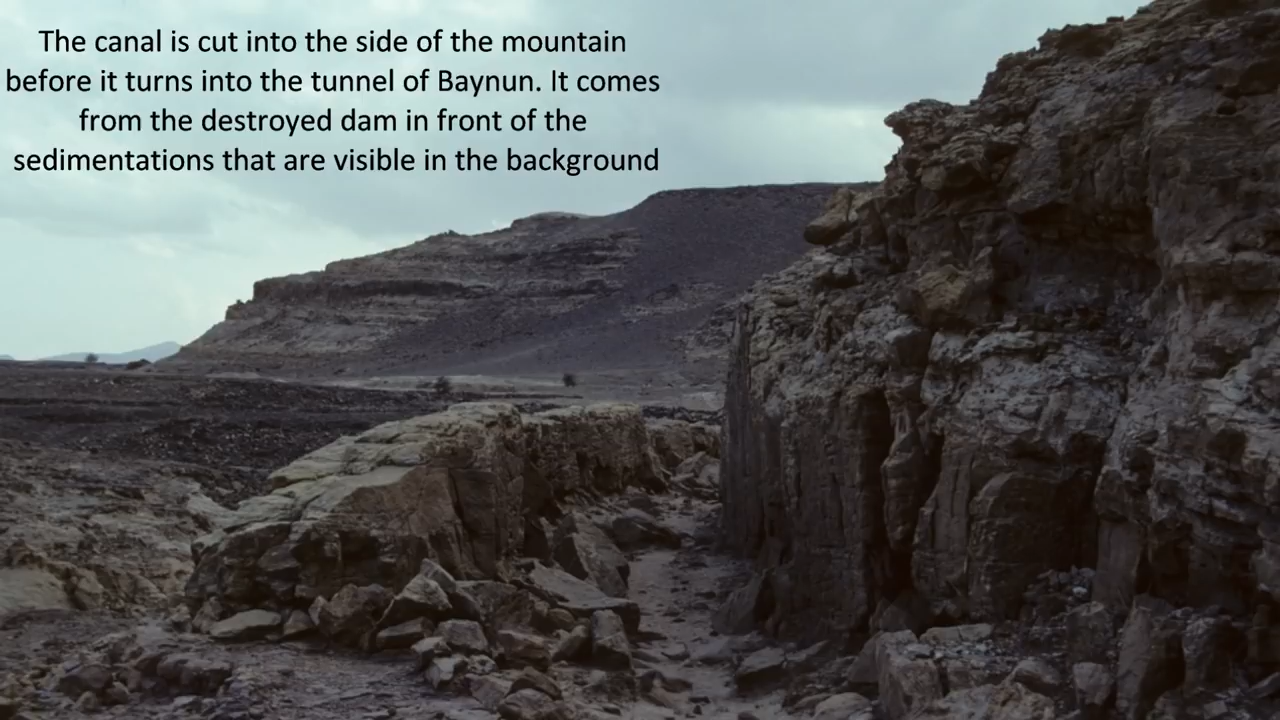 The canal is cut into the side of the mountain
before it turns into the tunnel of Baynun. It comes
from the destroyed dam in front of the
sedimentations that are visible in the background